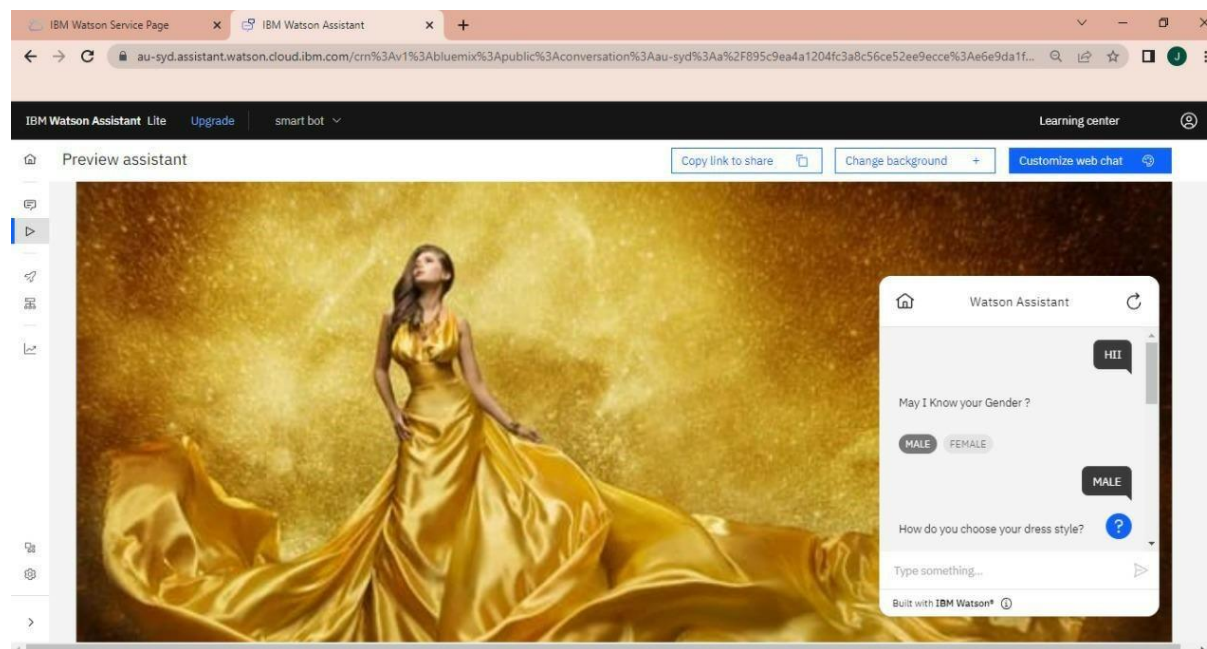 IBM Watson Service Page
IBM Watson Assistant
au-syd.assistant.watson.cloud.ibm.com/crn%3Av1%3Abluemix%3Apublic%3Aconversation%3Aau-syd%3Aa%2F895c9ea4a1204fc3a8c56ce52ee9ecce%3Ae6e9da1f...
J
IBM Watson Assistant Lite Upgrade smart bot Learning center
Preview assistant Copy link to share Change background + Customize web chat
Watson Assistant
HII
May I Know your Gender ?
MALE FEMALE
MALE
How do you choose your dress style? ?
Type something...
Built with IBM Watson®